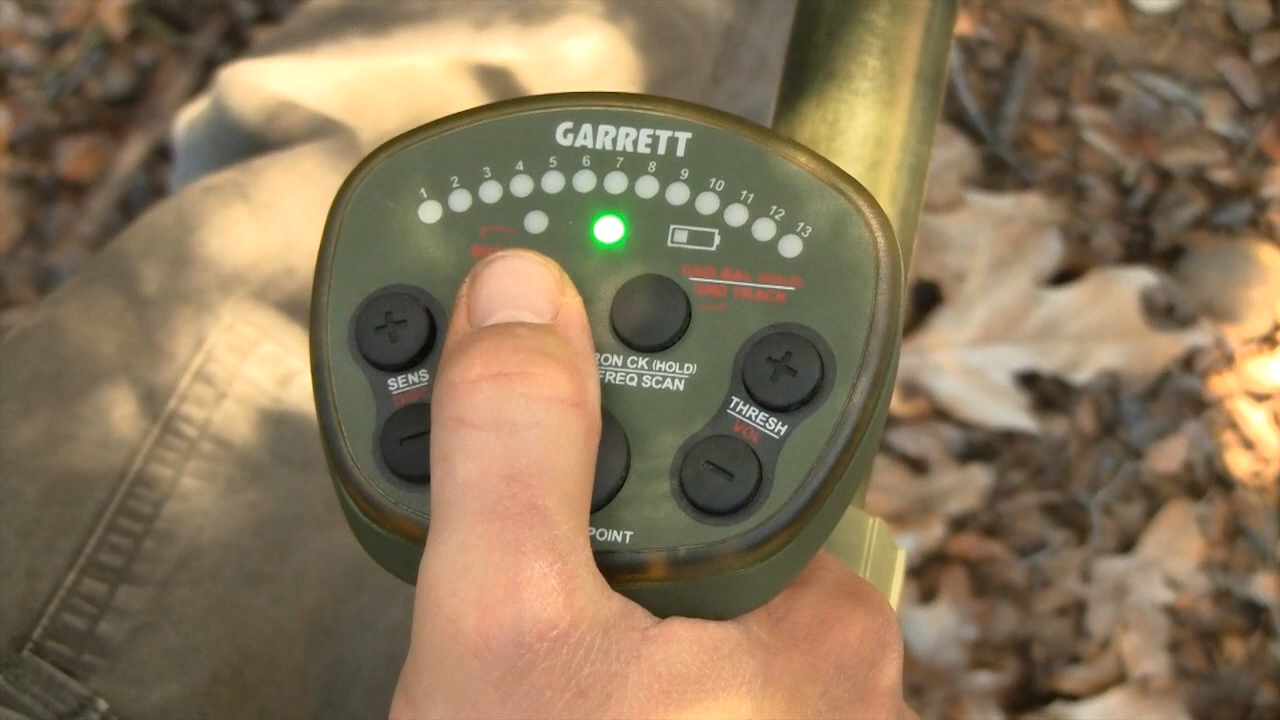 GARRETT
1 2 3 4 5 6 7 8 9 10 11 12 13
GND BAL (HOLD)
GND TRACK
RON CK (HOLD)
FREQ SCAN
+
+
SENS
THRESH
VOL
−
−
POINT